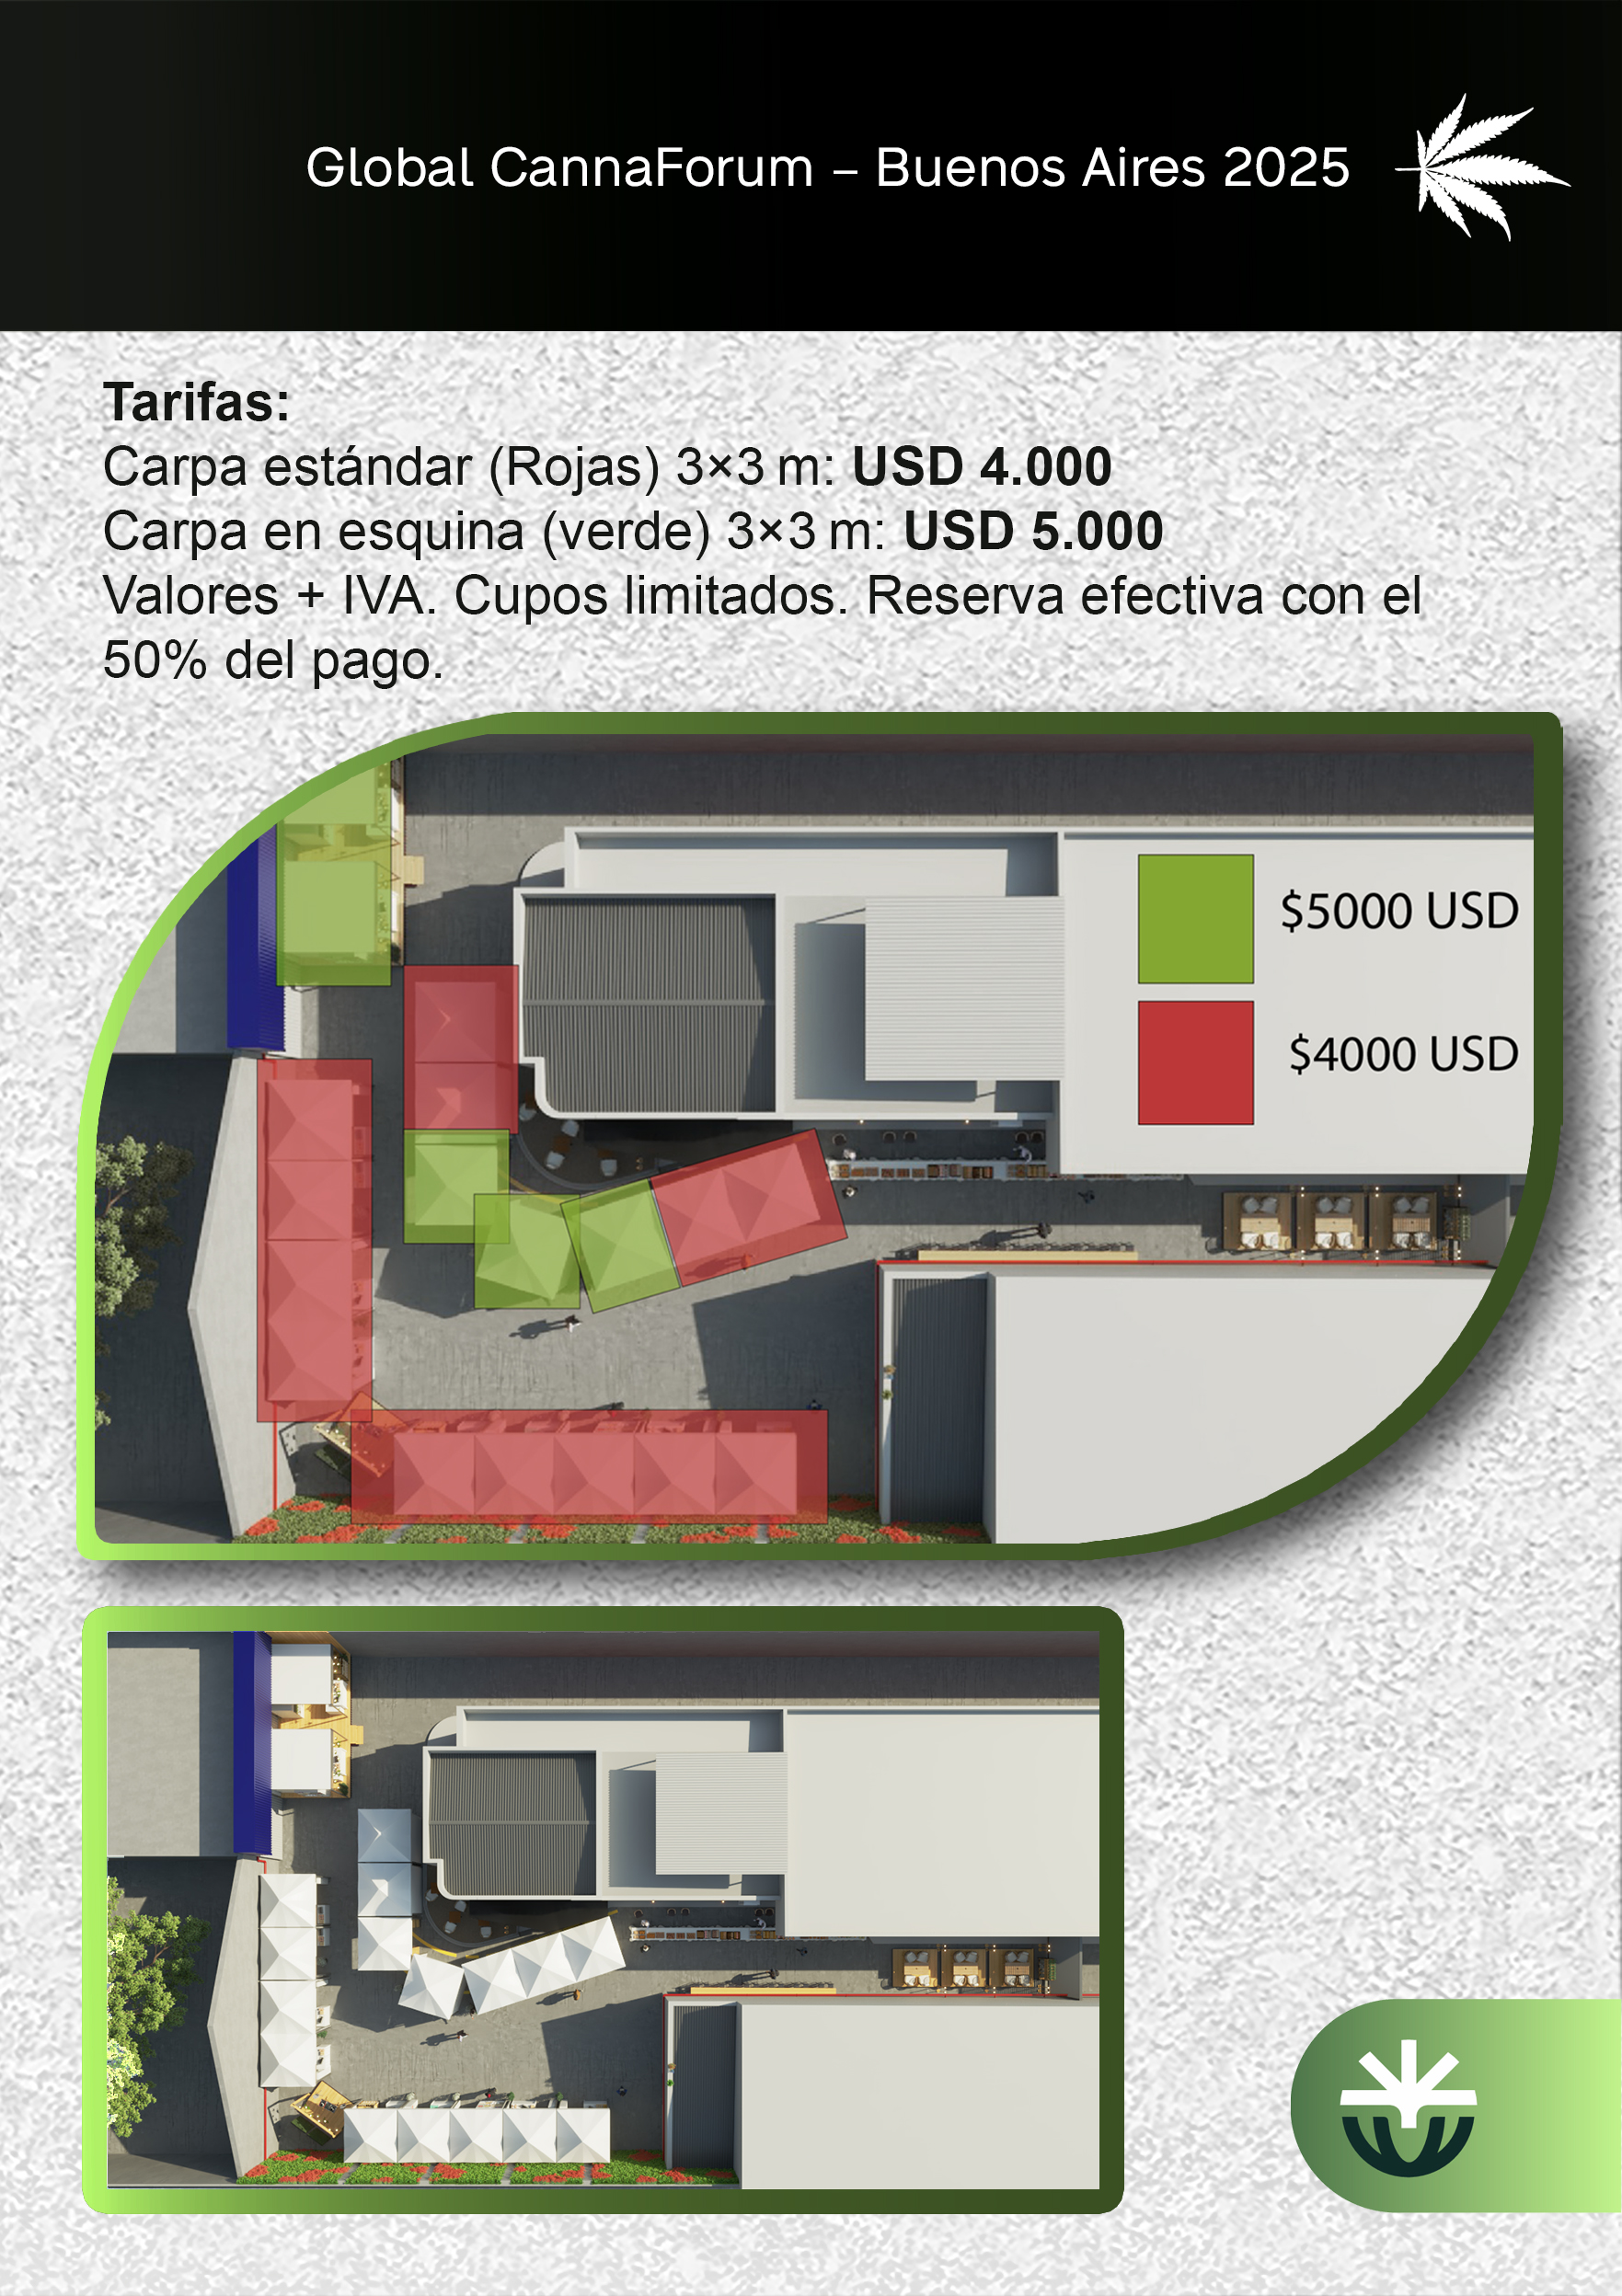 Global CannaForum – Buenos Aires 2025
Tarifas:
Carpa estándar (Rojas) 3×3 m: USD 4.000
Carpa en esquina (verde) 3×3 m: USD 5.000
Valores + IVA. Cupos limitados. Reserva efectiva con el
50% del pago.
$5000 USD
$4000 USD